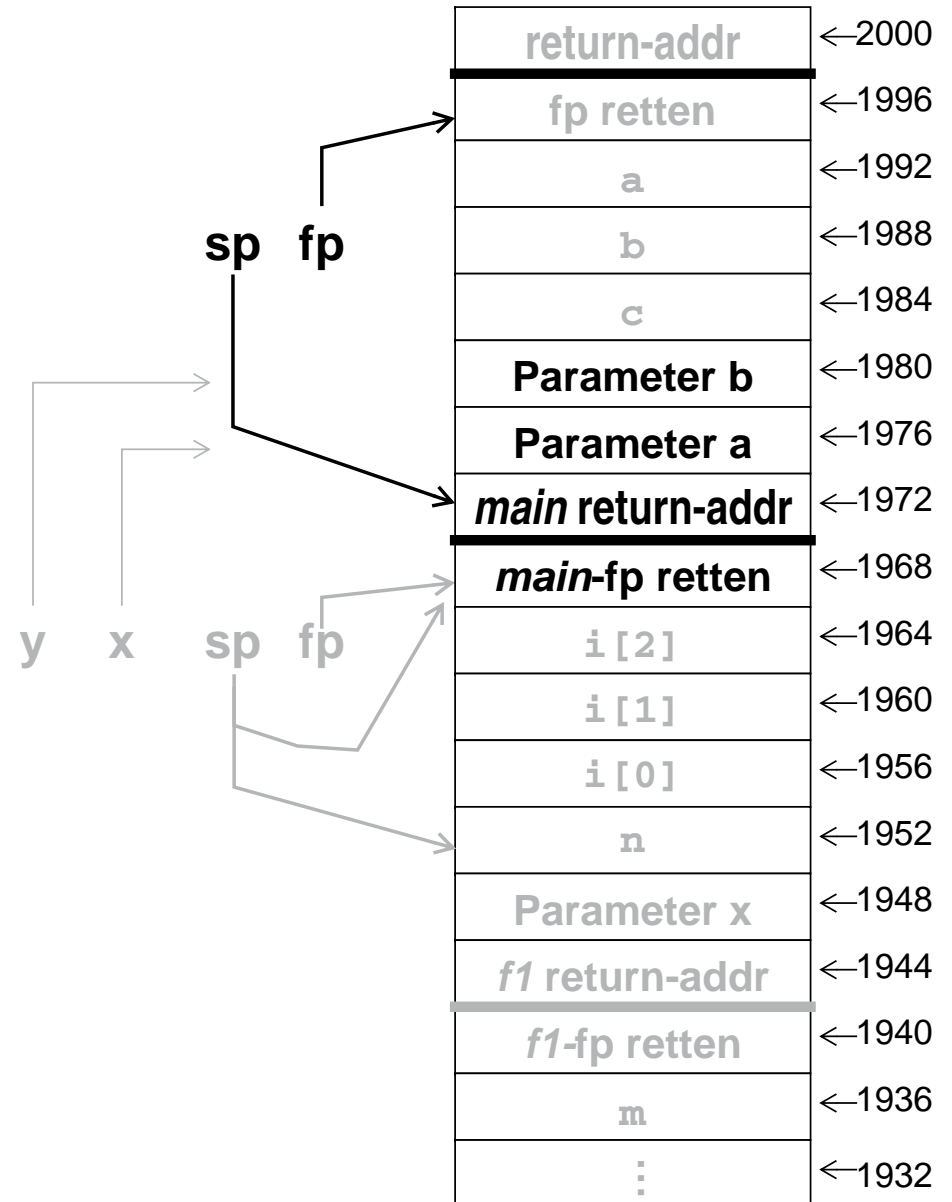 return-addr ←2000
fp retten ←1996
a ←1992
sp fp
b ←1988
c ←1984
Parameter b ←1980
Parameter a ←1976
main return-addr ←1972
main-fp retten ←1968
y x sp fp
i[2] ←1964
i[1] ←1960
i[0] ←1956
n ←1952
Parameter x ←1948
f1 return-addr ←1944
f1-fp retten ←1940
m ←1936
⋮ ←1932